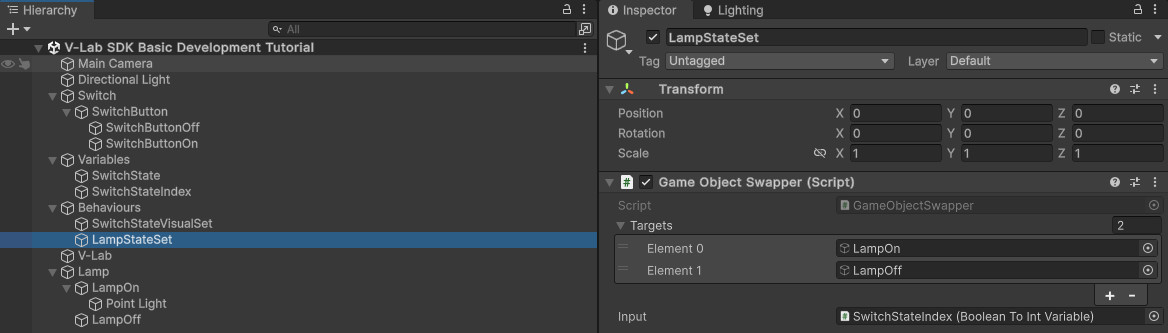 Hierarchy
All
V-Lab SDK Basic Development Tutorial
Main Camera
Directional Light
Switch
SwitchButton
SwitchButtonOff
SwitchButtonOn
Variables
SwitchState
SwitchStateIndex
Behaviours
SwitchStateVisualSet
LampStateSet
V-Lab
Lamp
LampOn
Point Light
LampOff
Inspector Lighting
LampStateSet Static
Tag Untagged Layer Default
Transform
Position X 0 Y 0 Z 0
Rotation X 0 Y 0 Z 0
Scale X 1 Y 1 Z 1
Game Object Swapper (Script)
Script GameObjectSwapper
Targets 2
Element 0 LampOn
Element 1 LampOff
+ -
Input SwitchStateIndex (Boolean To Int Variable)